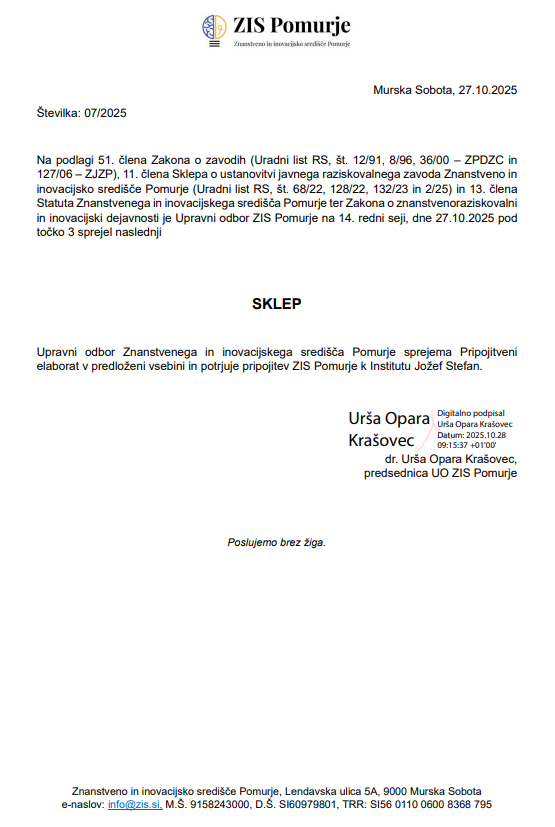 ZIS Pomurje
Znanstveno in inovacijsko središče Pomurje
Murska Sobota, 27.10.2025
Številka: 07/2025
Na podlagi 51. člena Zakona o zavodih (Uradni list RS, št. 12/91, 8/96, 36/00 – ZPDZC in
127/06 – ZJZP), 11. člena Sklepa o ustanovitvi javnega raziskovalnega zavoda Znanstveno in
inovacijsko središče Pomurje (Uradni list RS, št. 68/22, 128/22, 132/23 in 2/25) in 13. člena
Statuta Znanstvenega in inovacijskega središča Pomurje ter Zakona o znanstvenoraziskovalni
in inovacijski dejavnosti je Upravni odbor ZIS Pomurje na 14. redni seji, dne 27.10.2025 pod
točko 3 sprejel naslednji
SKLEP
Upravni odbor Znanstvenega in inovacijskega središča Pomurje sprejema Pripojitveni
elaborat v predloženi vsebini in potrjuje pripojitev ZIS Pomurje k Institutu Jožef Stefan.
Urša Opara
Krašovec
Digitalno podpisal
Urša Opara Krašovec
Datum: 2025.10.28
09:15:37 +01'00'
dr. Urša Opara Krašovec,
predsednica UO ZIS Pomurje
Poslujemo brez žiga.
Znanstveno in inovacijsko središče Pomurje, Lendavska ulica 5A, 9000 Murska Sobota
e-naslov: info@zis.si, M.Š. 9158243000, D.Š. SI60979801, TRR: SI56 0110 0600 8368 795